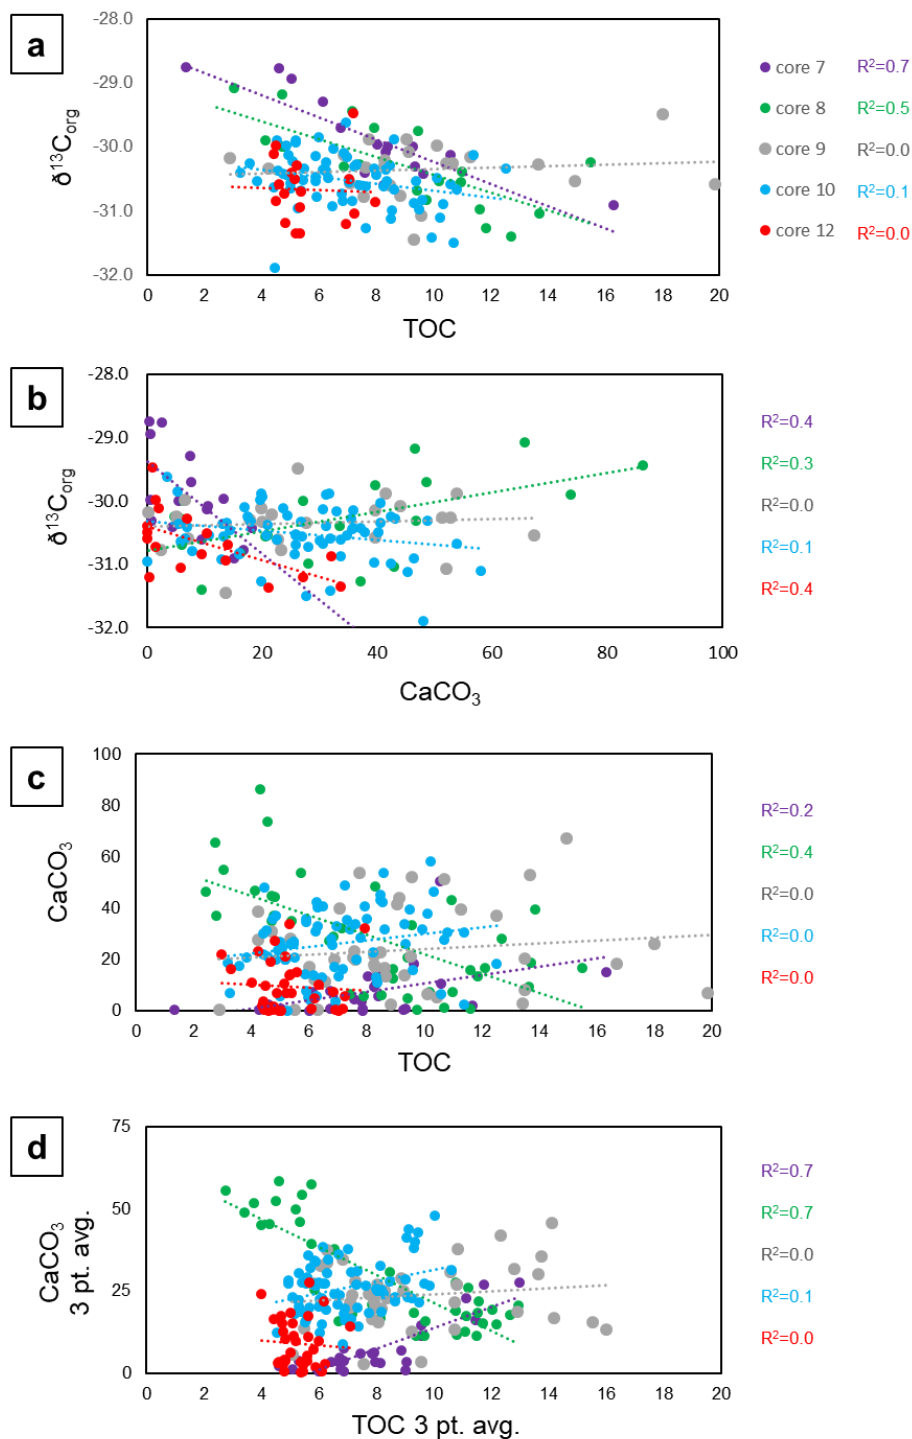 a
-28.0
-29.0
-30.0
-31.0
-32.0
ð¹³C_org
0 2 4 6 8 10 12 14 16 18 20
TOC
core 7 R²=0.7
core 8 R²=0.5
core 9 R²=0.0
core 10 R²=0.1
core 12 R²=0.0
b
-28.0
-29.0
-30.0
-31.0
-32.0
ð¹³C_org
0 20 40 60 80 100
CaCO₃
R²=0.4
R²=0.3
R²=0.0
R²=0.1
R²=0.4
c
100
80
60
40
20
0
CaCO₃
0 2 4 6 8 10 12 14 16 18 20
TOC
R²=0.2
R²=0.4
R²=0.0
R²=0.0
R²=0.0
d
75
50
25
0
CaCO₃
3 pt. avg.
0 2 4 6 8 10 12 14 16 18 20
TOC 3 pt. avg.
R²=0.7
R²=0.7
R²=0.0
R²=0.1
R²=0.0